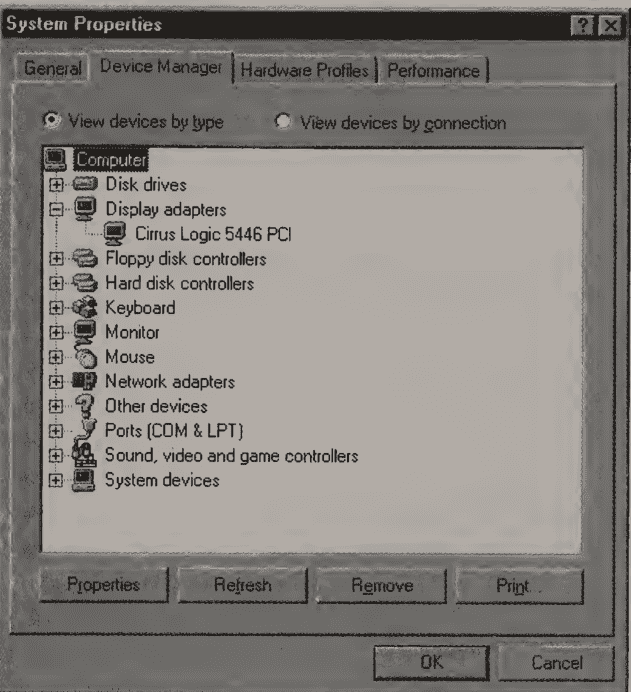 System Properties
General Device Manager Hardware Profiles Performance
View devices by type View devices by connection
Computer
Disk drives
Display adapters
Cirrus Logic 5446 PCI
Floppy disk controllers
Hard disk controllers
Keyboard
Monitor
Mouse
Network adapters
Other devices
Ports (COM & LPT)
Sound, video and game controllers
System devices
Properties Refresh Remove Print...
OK Cancel